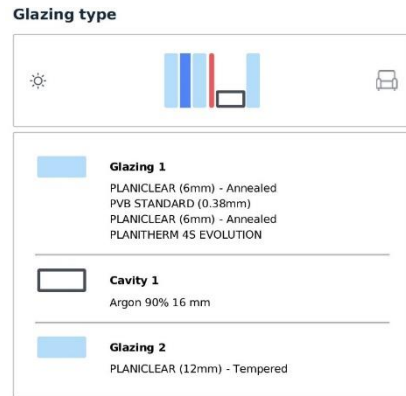 Glazing type
Glazing 1
PLANICLEAR (6mm) - Annealed
PVB STANDARD (0.38mm)
PLANICLEAR (6mm) - Annealed
PLANITHERM 4S EVOLUTION
Cavity 1
Argon 90% 16 mm
Glazing 2
PLANICLEAR (12mm) - Tempered